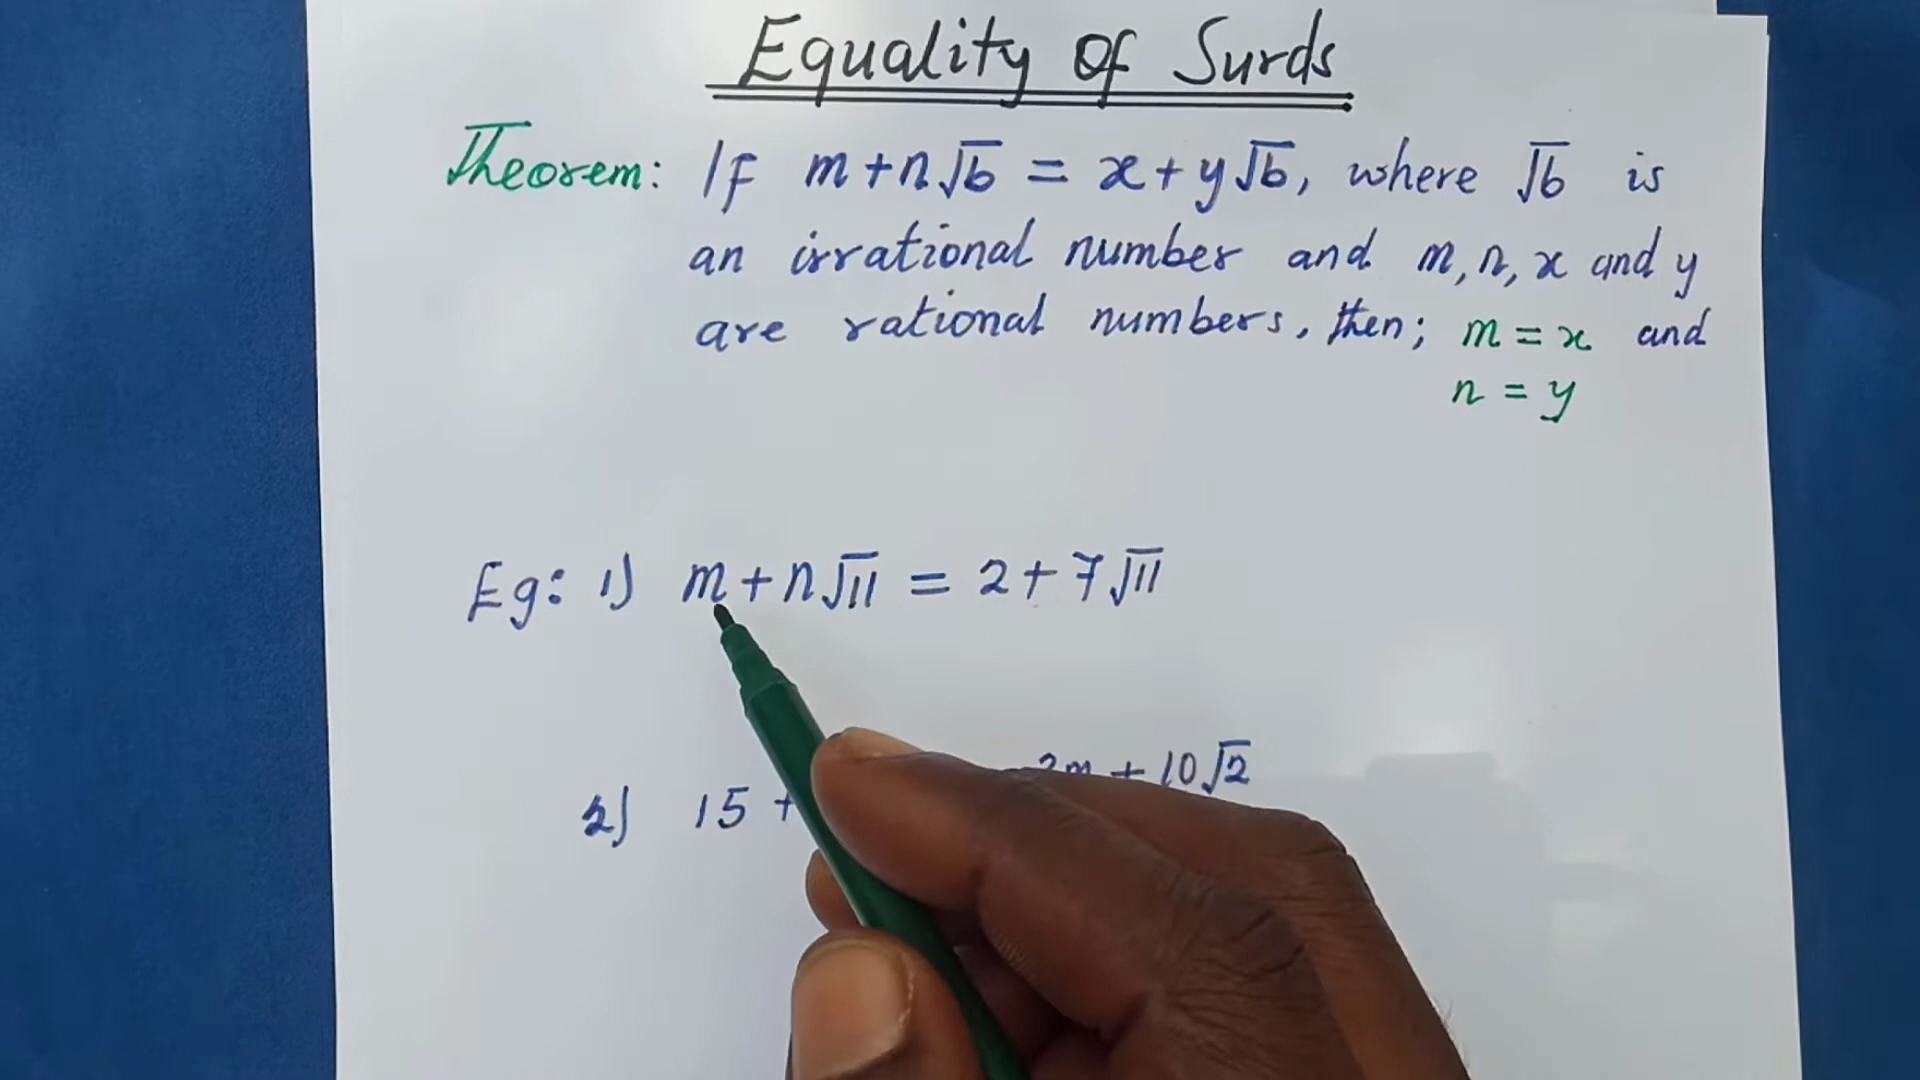 Equality Of Surds
Theorem: If m+n√b = x+y√b, where √b is
an irrational number and m, n, x and y
are rational numbers, then; m = x and
n = y
Eg: 1) m+n√11 = 2+7√11
2) 15 + 3m + 10√2